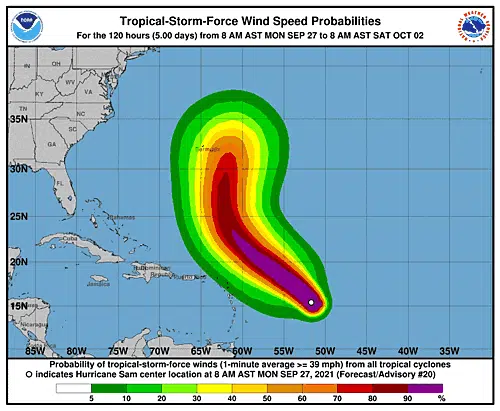 Tropical-Storm-Force Wind Speed Probabilities
For the 120 hours (5.00 days) from 8 AM AST MON SEP 27 to 8 AM AST SAT OCT 02
NOAA
IN
OH
KY
WV
VA
TN
NC
SC
GA
FL
35N
30N
25N
20N
15N
Bermuda
Bahamas
Cuba
Jamaica
Dominican
Republic
Nicaragua
Costa
85W 80W 75W 70W 65W 60W 55W 50W 45W 40W 35W
Probability of tropical-storm-force winds (1-minute average >= 39 mph) from all tropical cyclones
O indicates Hurricane Sam center location at 8 AM AST MON SEP 27, 2021 (Forecast/Advisory #20)
5 10 20 30 40 50 60 70 80 90 %